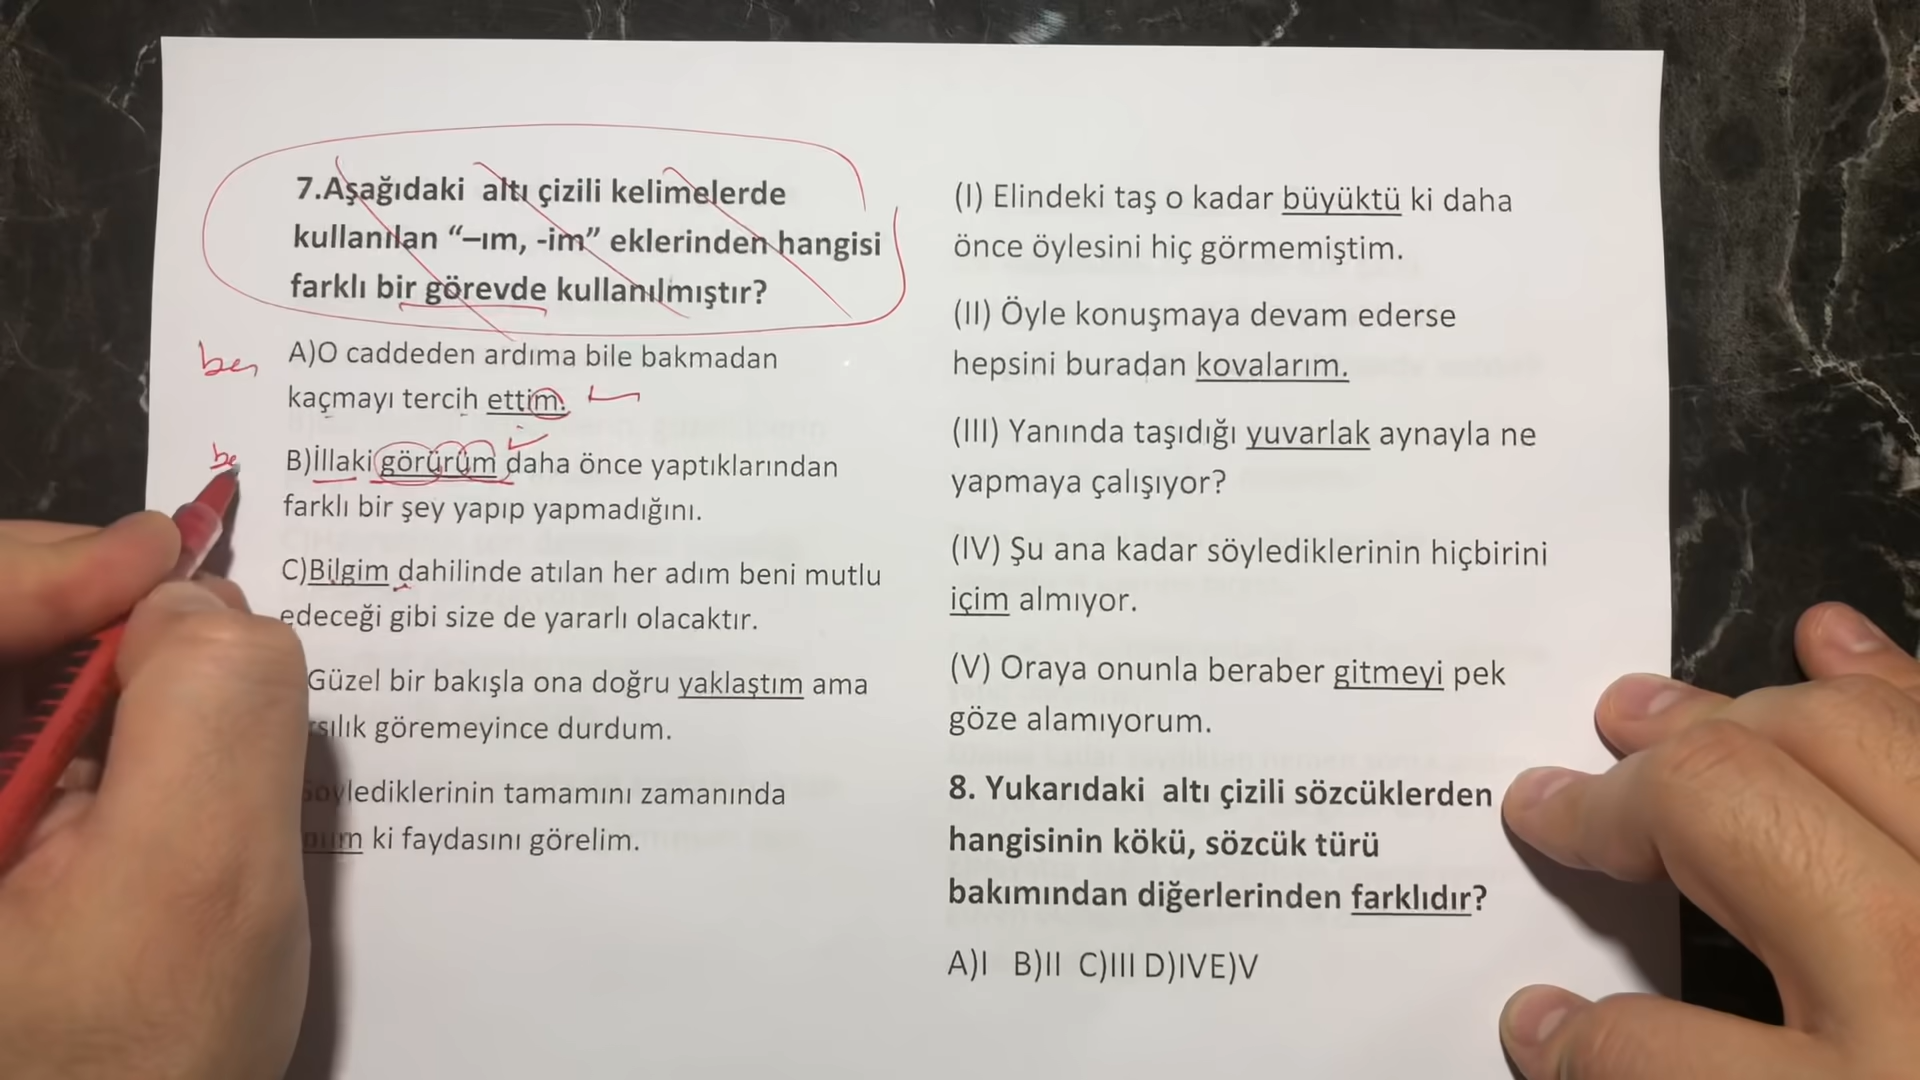 7.Aşağıdaki altı çizili kelimelerde
kullanılan “–ım, -im” eklerinden hangisi
farklı bir görevde kullanılmıştır?
ben
A)O caddeden ardıma bile bakmadan
kaçmayı tercih ettim.
be
B)İllaki görürüm daha önce yaptıklarından
farklı bir şey yapıp yapmadığını.
C)Bilgim dahilinde atılan her adım beni mutlu
edeceği gibi size de yararlı olacaktır.
Güzel bir bakışla ona doğru yaklaştım ama
göremeyince durdum.
Söylediklerinin tamamını zamanında
ki faydasını görelim.
(I) Elindeki taş o kadar büyüktü ki daha
önce öylesini hiç görmemiştim.
(II) Öyle konuşmaya devam ederse
hepsini buradan kovalarım.
(III) Yanında taşıdığı yuvarlak aynayla ne
yapmaya çalışıyor?
(IV) Şu ana kadar söylediklerinin hiçbirini
içim almıyor.
(V) Oraya onunla beraber gitmeyi pek
göze alamıyorum.
8. Yukarıdaki altı çizili sözcüklerden
hangisinin kökü, sözcük türü
bakımından diğerlerinden farklıdır?
A)I B)II C)III D)IVE)V